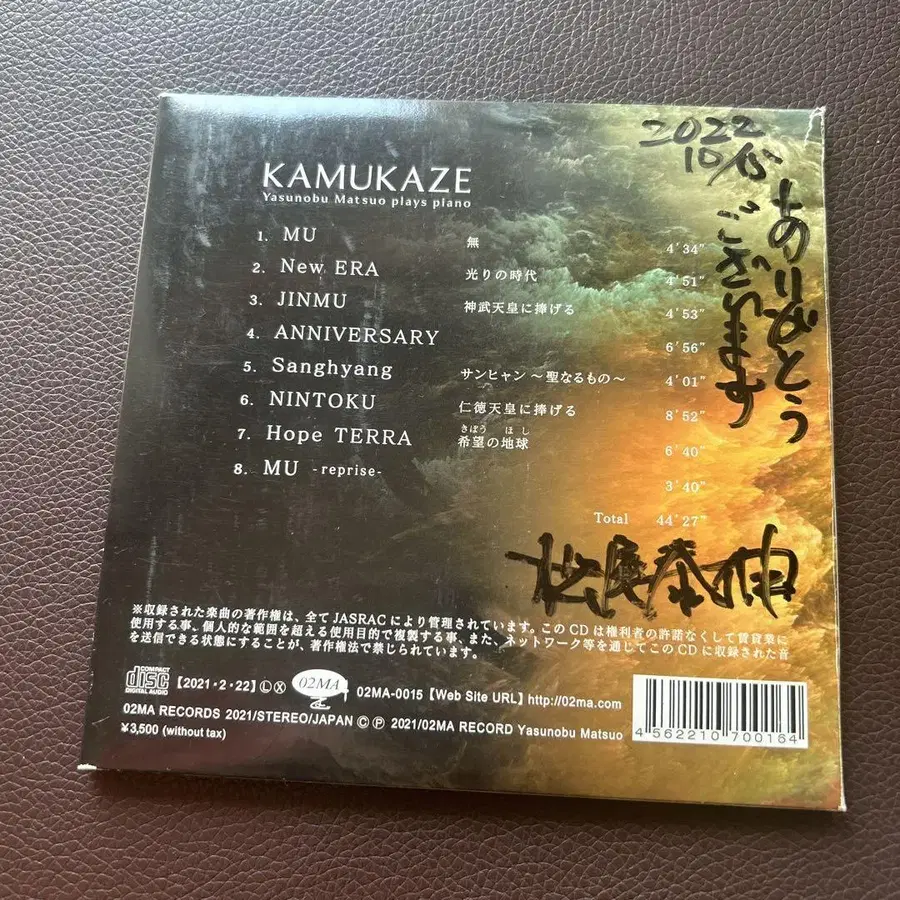 KAMUKAZE
Yasunobu Matsuo plays piano
1. MU 無 4'34"
2. New ERA 光りの時代 4'51"
3. JINMU 神武天皇に捧げる 4'53"
4. ANNIVERSARY 6'56"
5. Sanghyang サンヒャン 〜聖なるもの〜 4'01"
6. NINTOKU 仁徳天皇に捧げる 8'52"
きぼう ほし
7. Hope TERRA 希望の地球 6'40"
8. MU -reprise- 3'40"
Total 44'27"
2022
10/15
ありがとう
ございます
松尾泰伸
※収録された楽曲の著作権は、全てJASRACにより管理されています。このCDは権利者の許諾なくして賃貸業に
使用する事、個人的な範囲を超える使用目的で複製する事、また、ネットワーク等を通じてこのCDに収録された音
を送信できる状態にすることが、著作権法で禁じられています。
COMPACT
disc
DIGITAL AUDIO
【2021・2・22】ⓁⓍ 02MA 02MA-0015【Web Site URL】http://02ma.com
02MA RECORDS 2021/STEREO/JAPAN Ⓒ Ⓟ 2021/02MA RECORD Yasunobu Matsuo
¥3,500 (without tax)
4 562210 700164